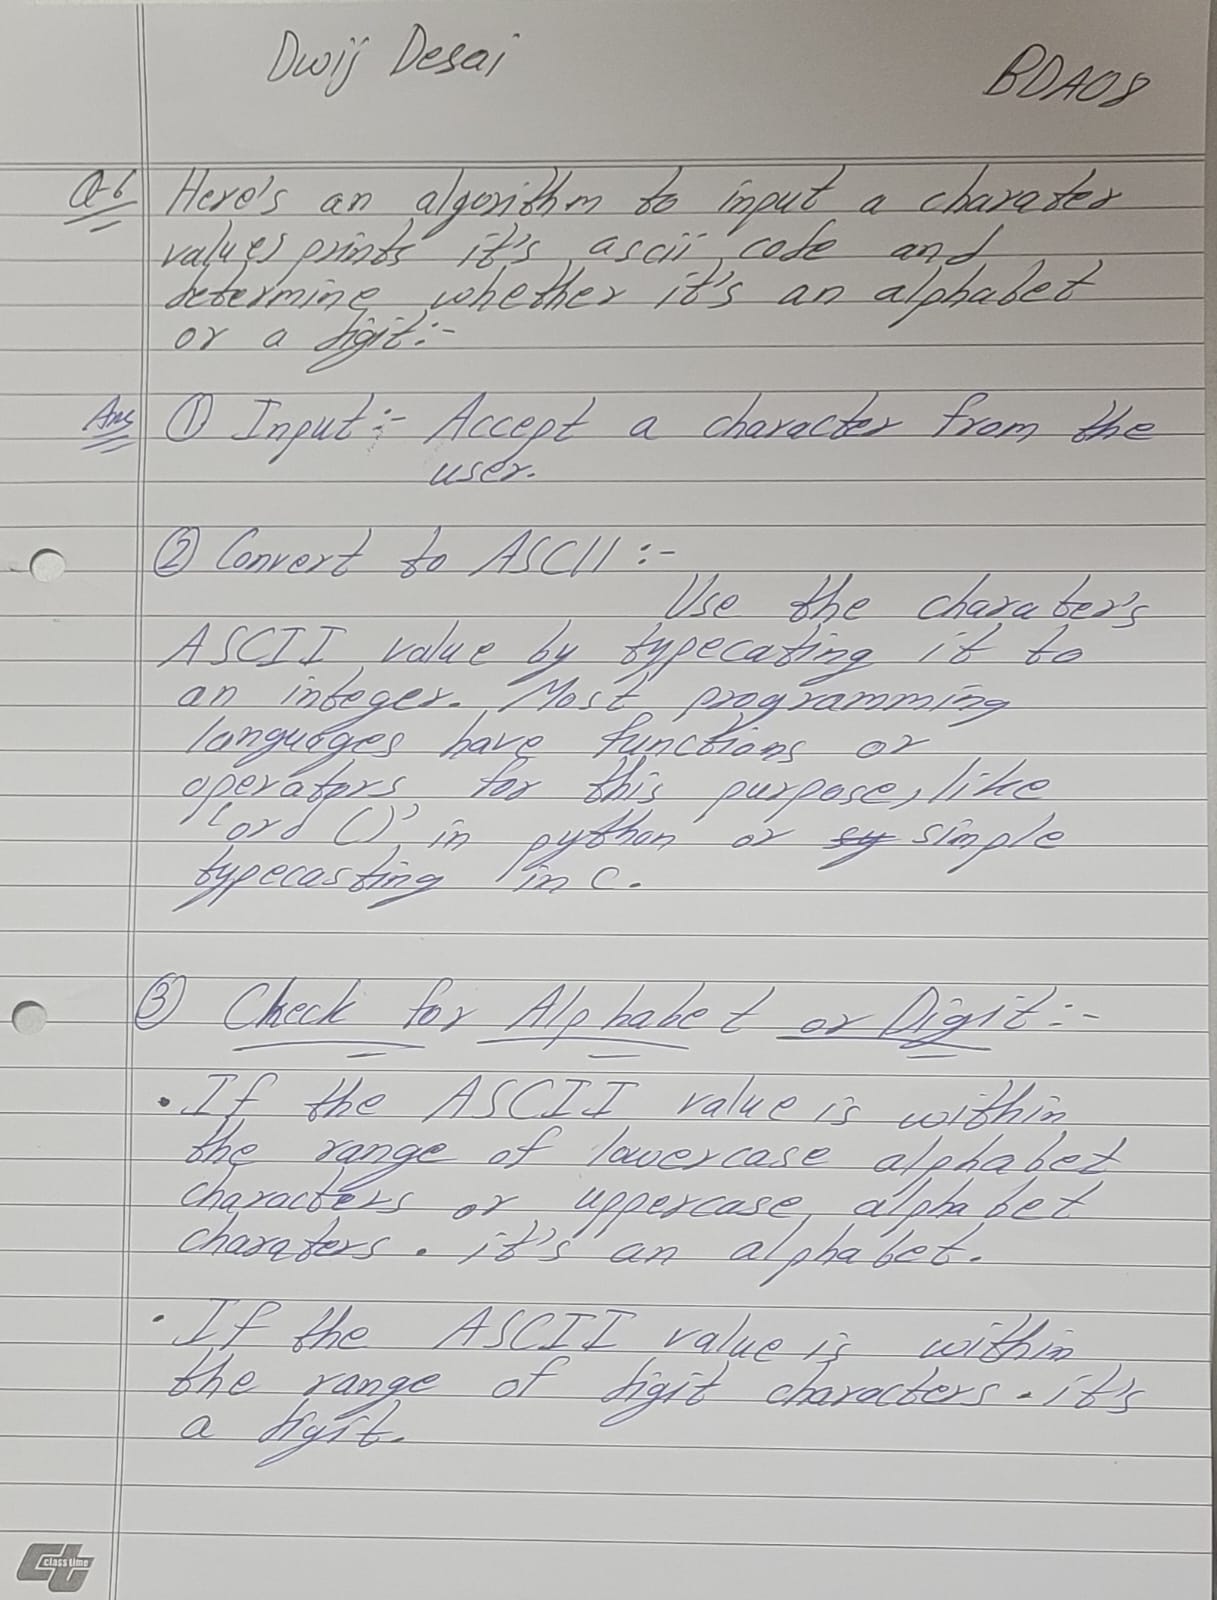 Dwij Desai
BDA08
Q-6 Here's an algorithm to input a charater
values prints it's ascii code and
determine whether it's an alphabet
or a digit:-
Ans ① Input:- Accept a character from the
user.
② Convert to ASCII :-
Use the charater's
ASCII value by typecating it to
an integer. Most programming
languages have functions or
operators for this purpose, like
'ord ()' in python or sy simple
typecasting in C.
③ Check for Alphabet or Digit:-
• If the ASCII value is within
the range of lowercase alphabet
characters or uppercase alphabet
charaters. it's an alphabet.
• If the ASCII value is within
the range of digit characters. it's
a digit.
Ct class time